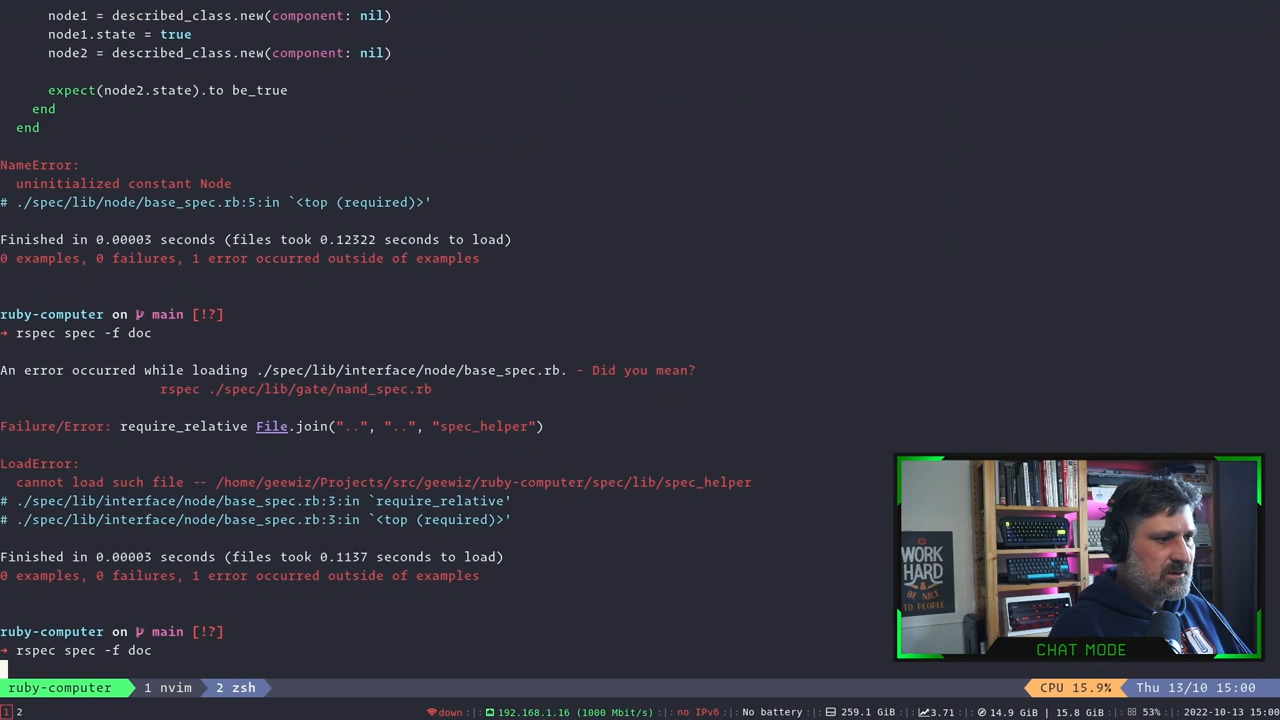 node1 = described_class.new(component: nil)
node1.state = true
node2 = described_class.new(component: nil)
expect(node2.state).to be_true
end
end
NameError:
uninitialized constant Node
# ./spec/lib/node/base_spec.rb:5:in `<top (required)>'
Finished in 0.00003 seconds (files took 0.12322 seconds to load)
0 examples, 0 failures, 1 error occurred outside of examples
ruby-computer on main [!?]
➜ rspec spec -f doc
An error occurred while loading ./spec/lib/interface/node/base_spec.rb. - Did you mean?
rspec ./spec/lib/gate/nand_spec.rb
Failure/Error: require_relative File.join("..", "..", "spec_helper")
LoadError:
cannot load such file -- /home/geewiz/Projects/src/geewiz/ruby-computer/spec/lib/spec_helper
# ./spec/lib/interface/node/base_spec.rb:3:in `require_relative'
# ./spec/lib/interface/node/base_spec.rb:3:in `<top (required)>'
Finished in 0.00003 seconds (files took 0.1137 seconds to load)
0 examples, 0 failures, 1 error occurred outside of examples
ruby-computer on main [!?]
➜ rspec spec -f doc
WORK
HARD
&
BE NICE
TO PEOPLE
CHAT MODE
ruby-computer 1 nvim 2 zsh CPU 15.9% Thu 13/10 15:00
1 2 down :|: 192.168.1.16 (1000 Mbit/s) :|: no IPv6 :|: No battery :|: 259.1 GiB :|: 3.71 :|: 14.9 GiB | 15.8 GiB :|: 53% :|: 2022-10-13 15:00